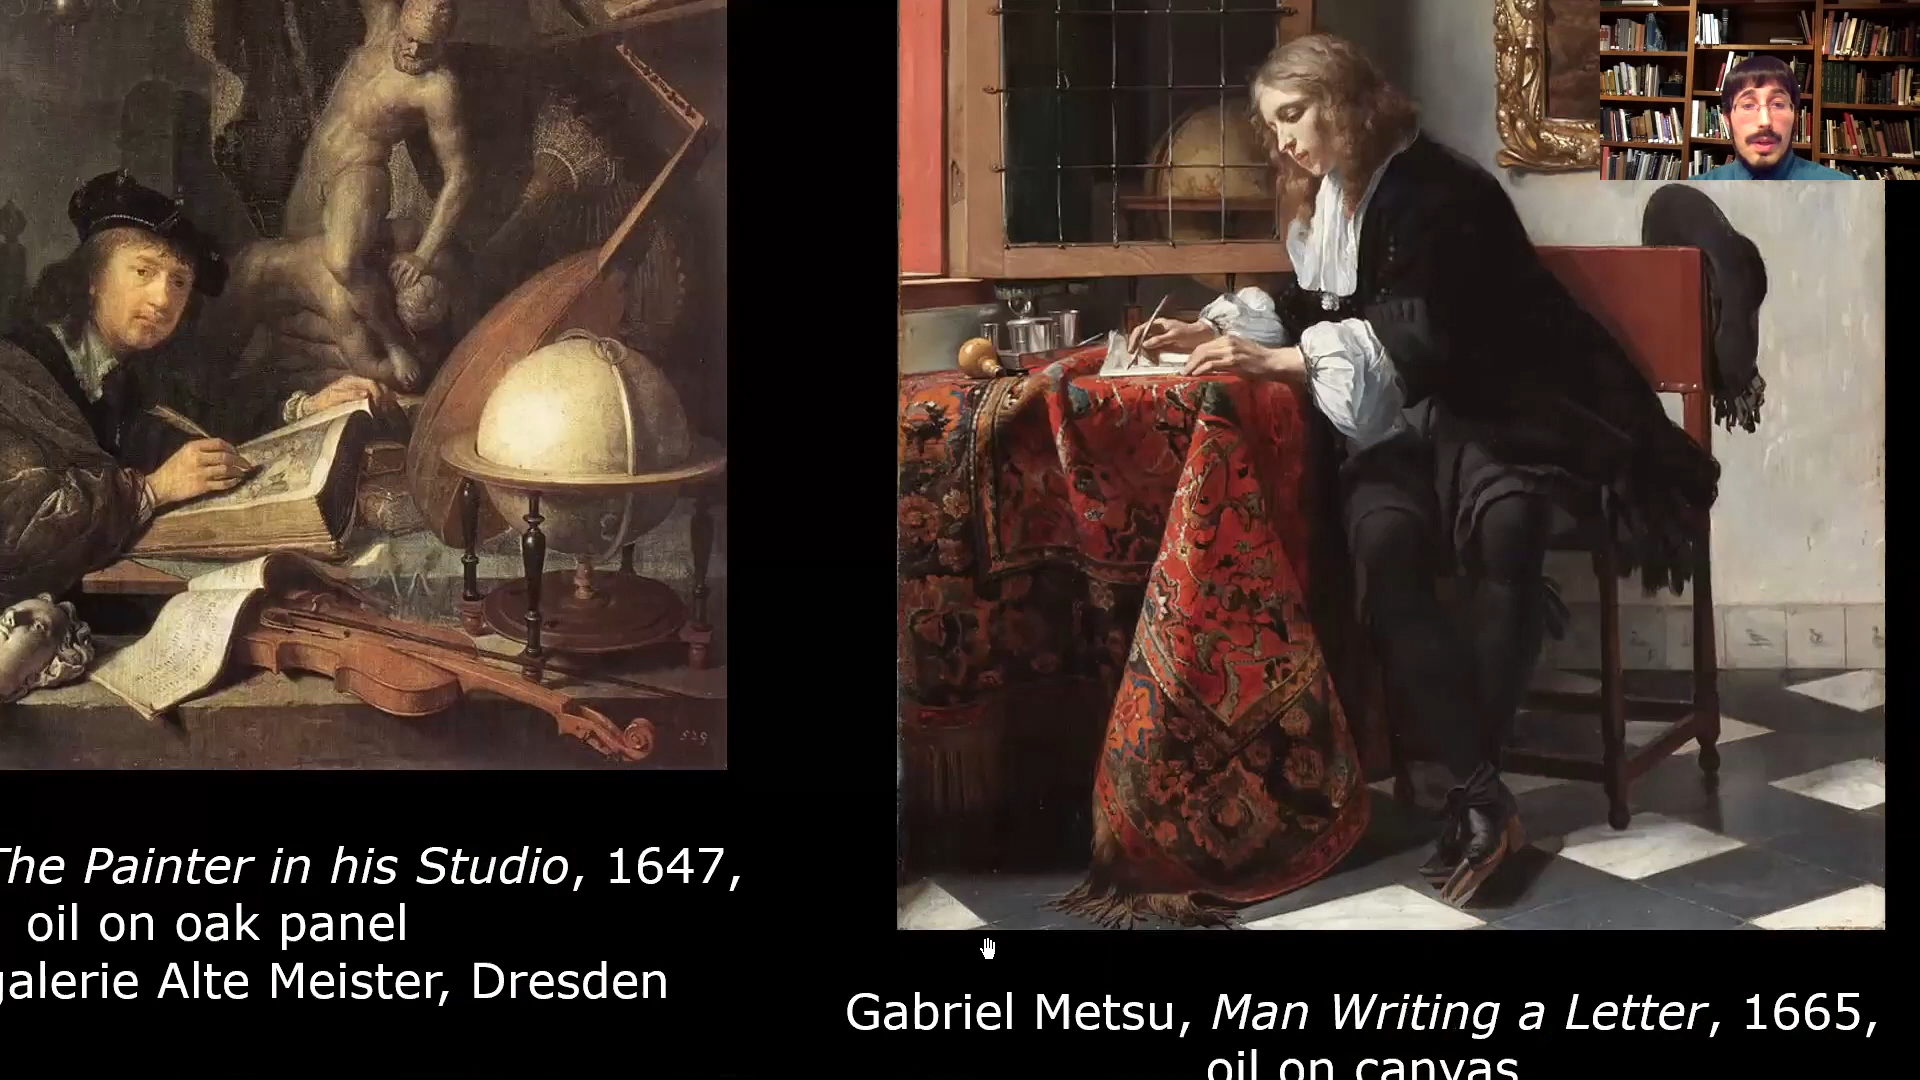 The Painter in his Studio, 1647,
oil on oak panel
galerie Alte Meister, Dresden
Gabriel Metsu, Man Writing a Letter, 1665,
oil on canvas
529